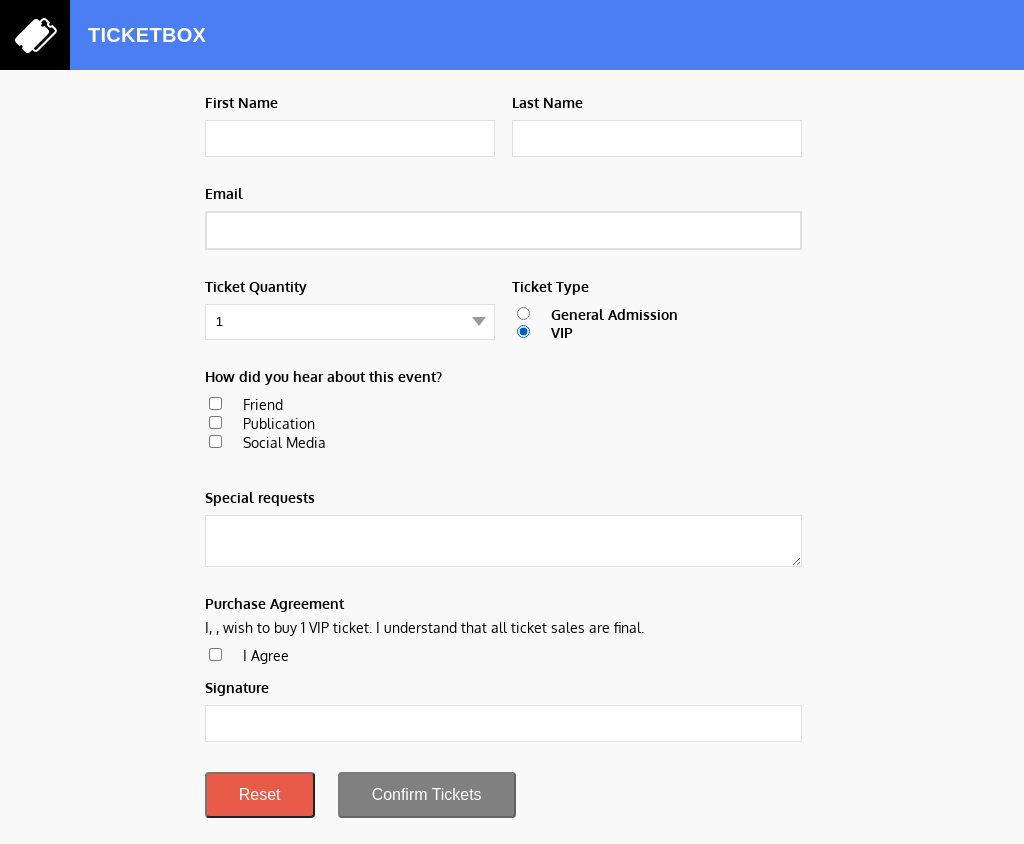 TICKETBOX
First Name
Last Name
Email
Ticket Quantity
Ticket Type
1
General Admission
VIP
How did you hear about this event?
Friend
Publication
Social Media
Special requests
Purchase Agreement
I, , wish to buy 1 VIP ticket. I understand that all ticket sales are final.
I Agree
Signature
Reset
Confirm Tickets